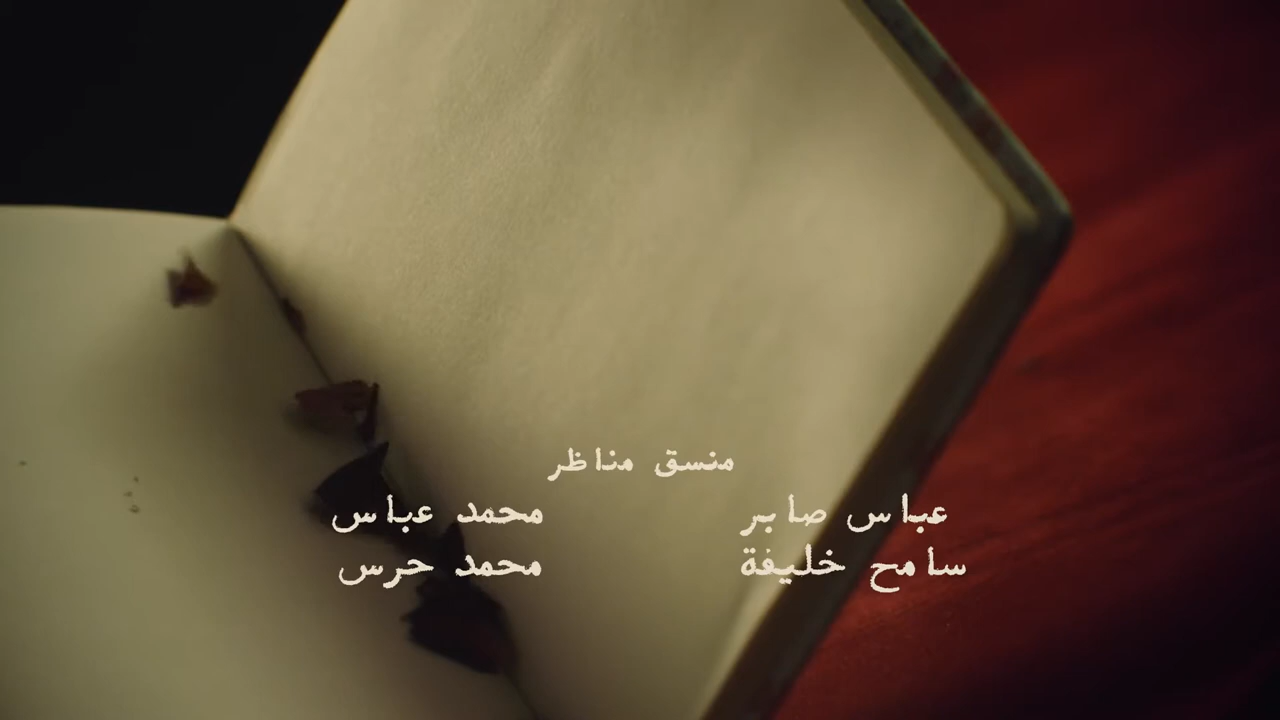 منسق مناظر
عباس صابر محمد عباس
سامح خليفة محمد حرس